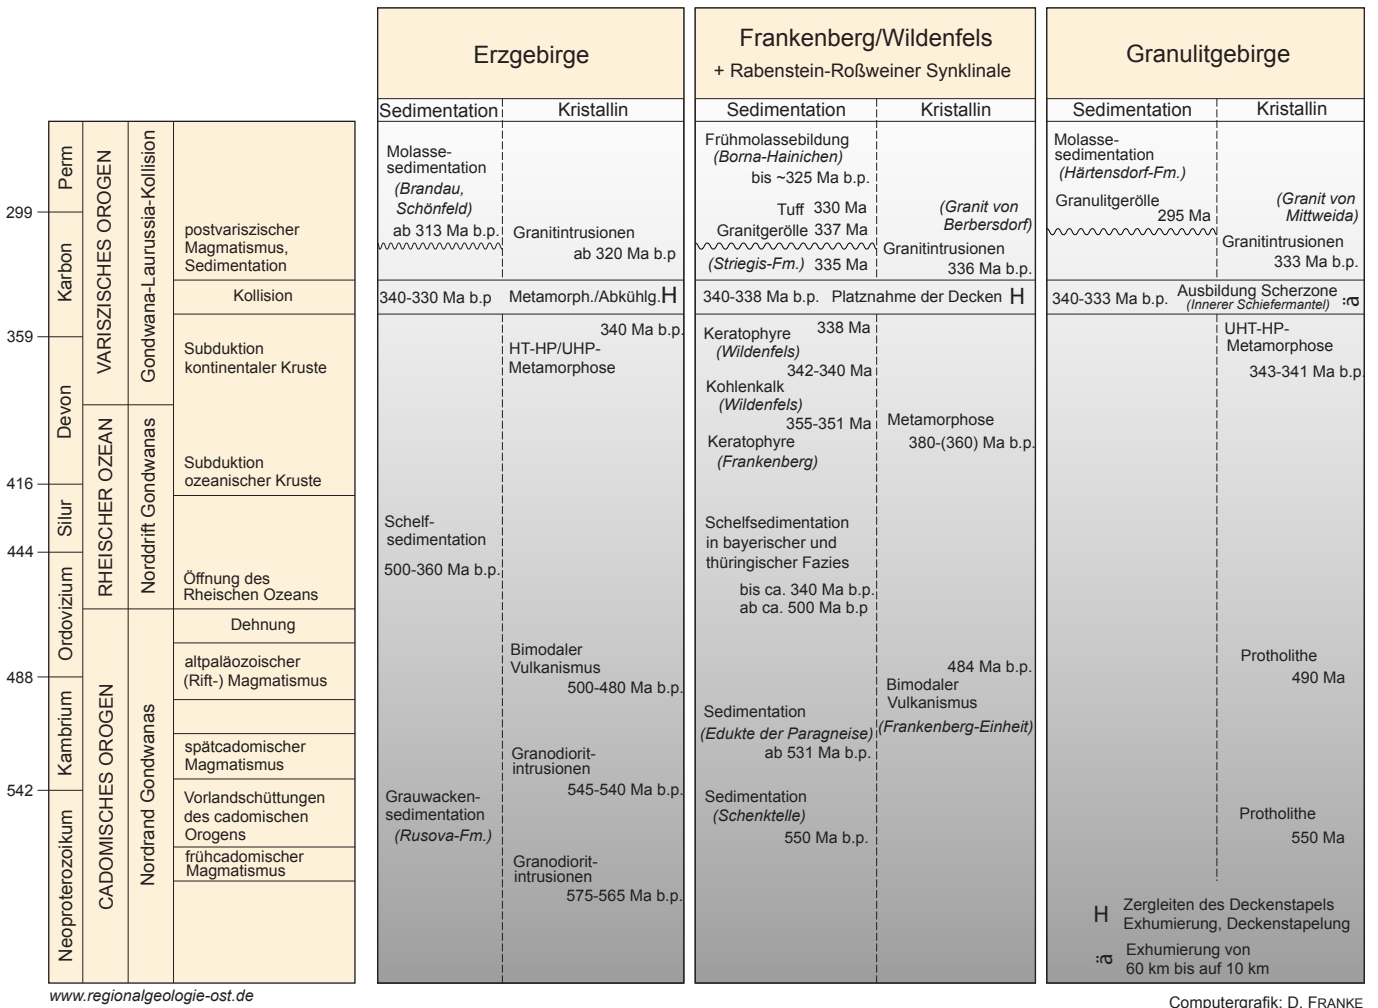 Erzgebirge
Sedimentation
Kristallin
Frankenberg/Wildenfels
+ Rabenstein-Roßweiner Synklinale
Sedimentation
Kristallin
Granulitgebirge
Sedimentation
Kristallin
299
359
416
444
488
542
Perm
Karbon
Devon
Silur
Ordovizium
Kambrium
Neoproterozoikum
VARISZISCHES OROGEN
RHEISCHER OZEAN
CADOMISCHES OROGEN
Gondwana-Laurussia-Kollision
Norddrift Gondwanas
Nordrand Gondwanas
postvariszischer
Magmatismus,
Sedimentation
Kollision
Subduktion
kontinentaler Kruste
Subduktion
ozeanischer Kruste
Öffnung des
Rheischen Ozeans
Dehnung
altpaläozoischer
(Rift-) Magmatismus
spätcadomischer
Magmatismus
Vorlandschüttungen
des cadomischen
Orogens
frühcadomischer
Magmatismus
Molasse-
sedimentation
(Brandau,
Schönfeld)
ab 313 Ma b.p.
Granitintrusionen
ab 320 Ma b.p
340-330 Ma b.p
Metamorph./Abkühlg. H
340 Ma b.p.
HT-HP/UHP-
Metamorphose
Schelf-
sedimentation
500-360 Ma b.p.
Bimodaler
Vulkanismus
500-480 Ma b.p.
Granodiorit-
intrusionen
545-540 Ma b.p.
Grauwacken-
sedimentation
(Rusova-Fm.)
Granodiorit-
intrusionen
575-565 Ma b.p.
Frühmolassebildung
(Borna-Hainichen)
bis ~325 Ma b.p.
Tuff 330 Ma
Granitgerölle 337 Ma
(Striegis-Fm.) 335 Ma
(Granit von
Berbersdorf)
Granitintrusionen
336 Ma b.p.
340-338 Ma b.p. Platznahme der Decken H
Keratophyre 338 Ma
(Wildenfels)
342-340 Ma
Kohlenkalk
(Wildenfels)
355-351 Ma
Keratophyre
(Frankenberg)
Metamorphose
380-(360) Ma b.p.
Schelfsedimentation
in bayerischer und
thüringischer Fazies
bis ca. 340 Ma b.p.
ab ca. 500 Ma b.p
484 Ma b.p.
Bimodaler
Vulkanismus
(Frankenberg-Einheit)
Sedimentation
(Edukte der Paragneise)
ab 531 Ma b.p.
Sedimentation
(Schenktelle)
550 Ma b.p.
Molasse-
sedimentation
(Härtensdorf-Fm.)
Granulitgerölle
295 Ma
(Granit von
Mittweida)
Granitintrusionen
333 Ma b.p.
340-333 Ma b.p.
Ausbildung Scherzone
(Innerer Schiefermantel) ä
UHT-HP-
Metamorphose
343-341 Ma b.p.
Protholithe
490 Ma
Protholithe
550 Ma
H Zergleiten des Deckenstapels
Exhumierung, Deckenstapelung
ä Exhumierung von
60 km bis auf 10 km
www.regionalgeologie-ost.de
Computergrafik: D. FRANKE